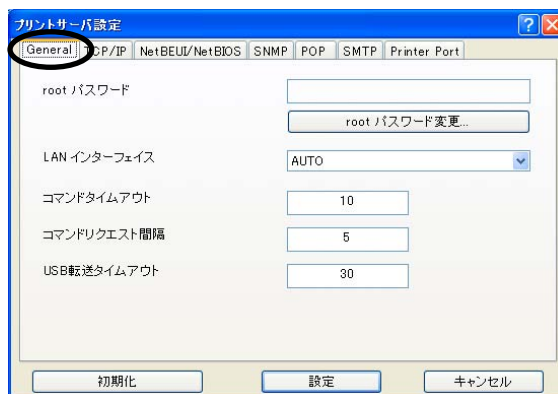 プリントサーバ設定
General TCP/IP NetBEUI/NetBIOS SNMP POP SMTP Printer Port
root パスワード
root パスワード変更...
LAN インターフェイス AUTO
コマンドタイムアウト 10
コマンドリクエスト間隔 5
USB転送タイムアウト 30
初期化 設定 キャンセル